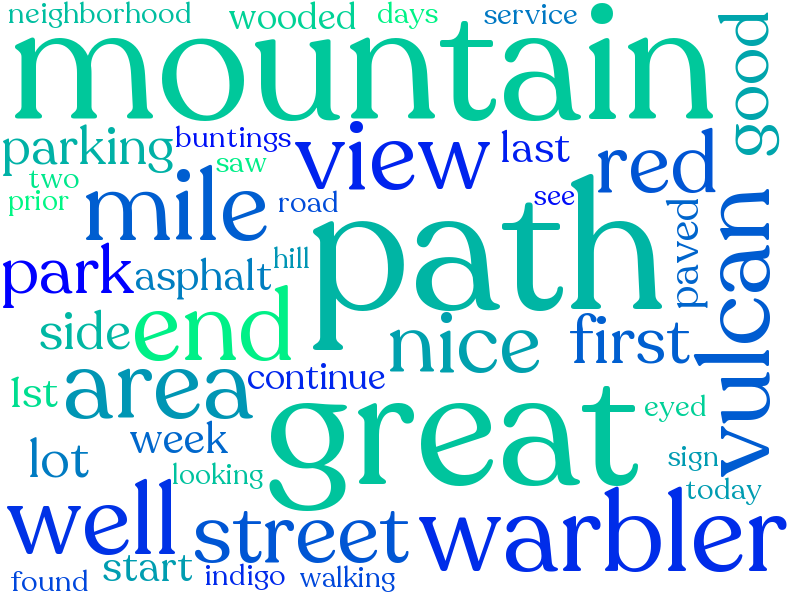 neighborhood
wooded
days
service
mountain
good
parking
buntings
view
last
red
saw
two
prior
mile
road
see
path
paved
vulcan
park
asphalt
hill
side
end
nice
first
area
continue
lst
great
eyed
lot
week
looking
sign
today
well
street
warbler
start
found
indigo
walking